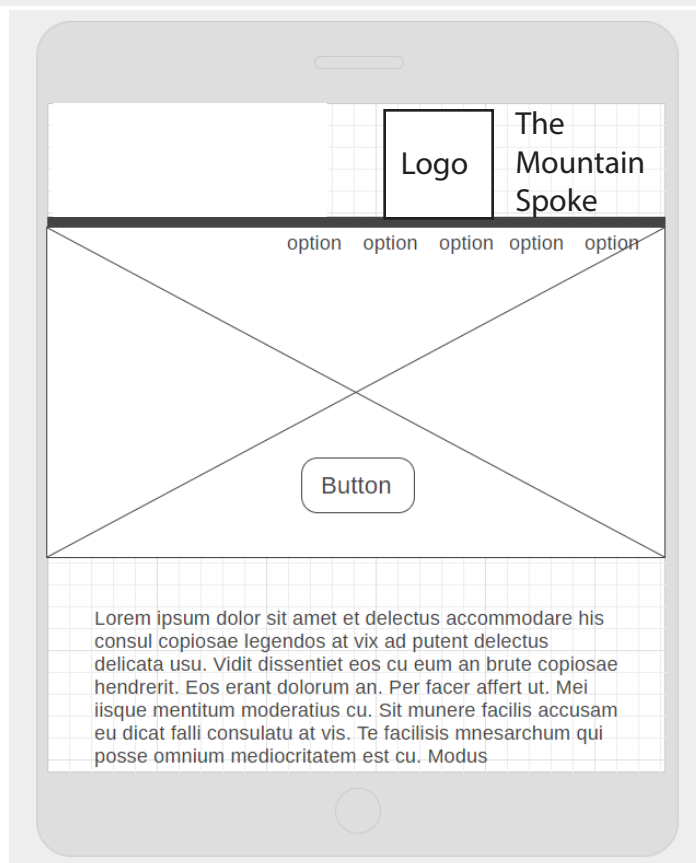 Logo
The
Mountain
Spoke
option option option option option
Button
Lorem ipsum dolor sit amet et delectus accommodare his
consul copiosae legendos at vix ad putent delectus
delicata usu. Vidit dissentiet eos cu eum an brute copiosae
hendrerit. Eos erant dolorum an. Per facer affert ut. Mei
iisque mentitum moderatius cu. Sit munere facilis accusam
eu dicat falli consulatu at vis. Te facilisis mnesarchum qui
posse omnium mediocritatem est cu. Modus